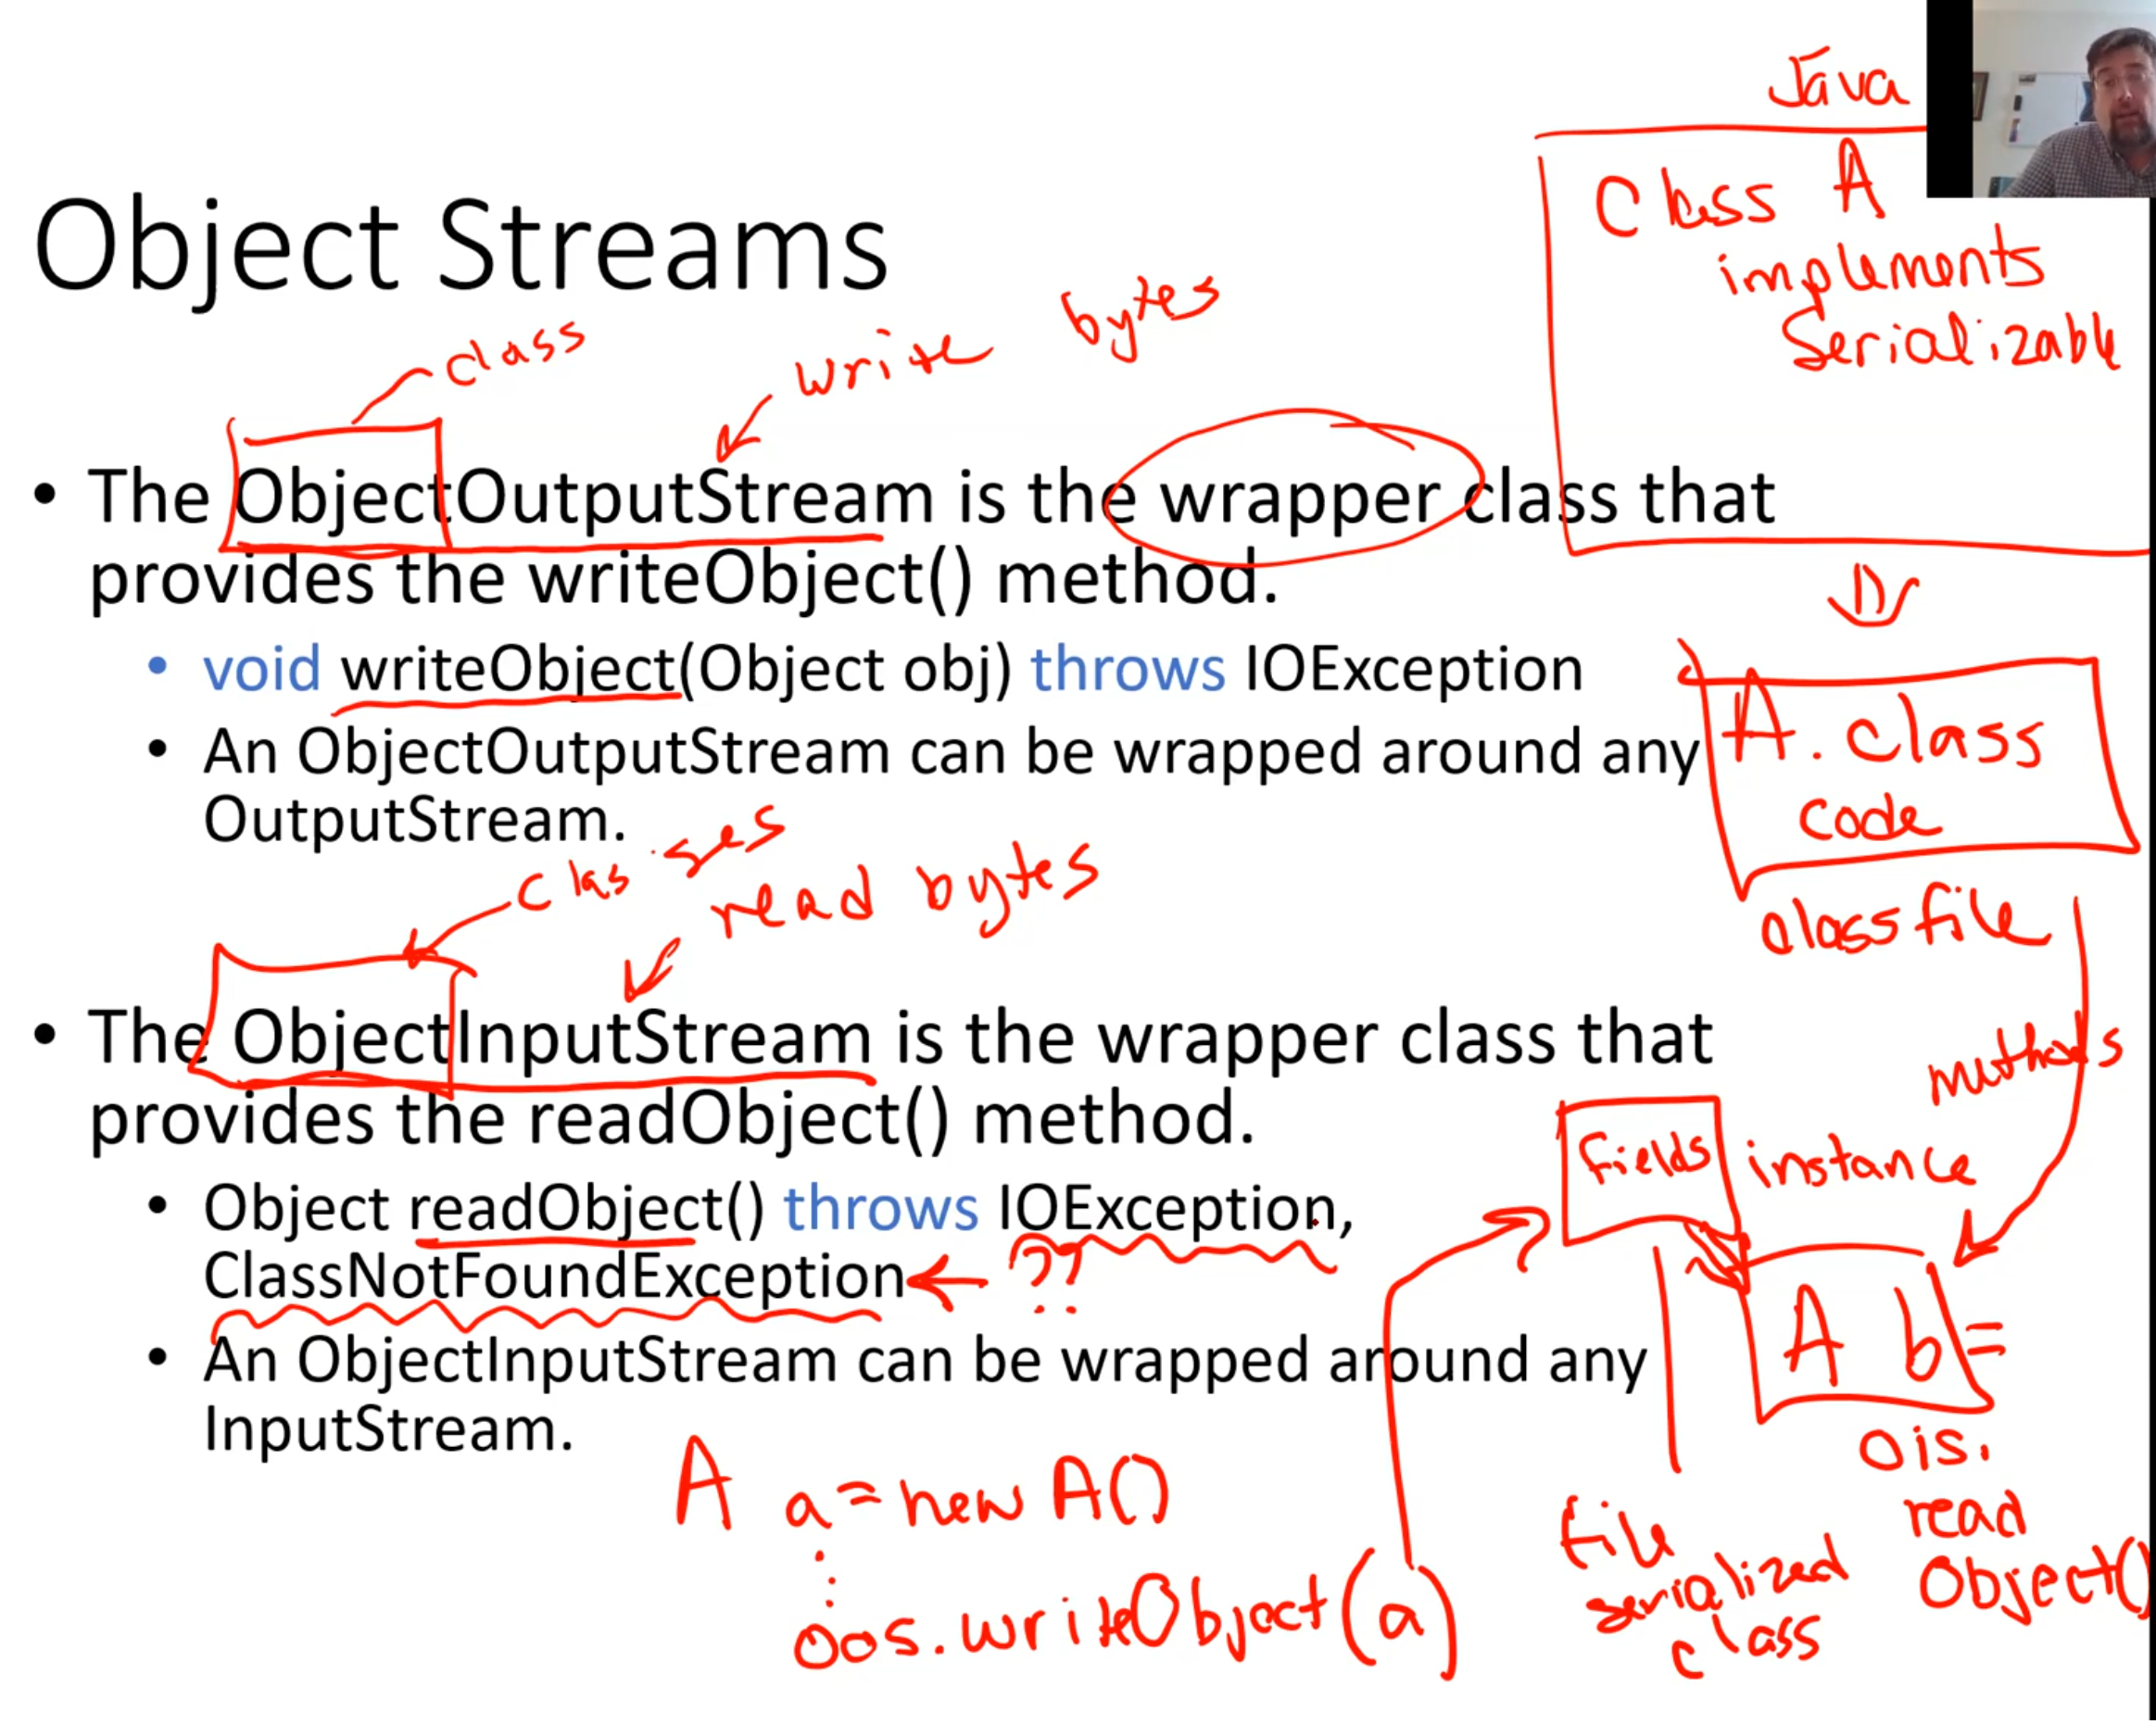 Java
Class A
implements
Serializable
Object Streams
class
write bytes
• The ObjectOutputStream is the wrapper class that
provides the writeObject() method.
• void writeObject(Object obj) throws IOException
• An ObjectOutputStream can be wrapped around any
OutputStream.
A.class
code
class file
classes
read bytes
• The ObjectInputStream is the wrapper class that
provides the readObject() method.
• Object readObject() throws IOException,
ClassNotFoundException
??
• An ObjectInputStream can be wrapped around any
InputStream.
methods
fields
instance
A b =
ois.
read
Object()
A a = new A()
oos.writeObject(a)
file
serialized
class